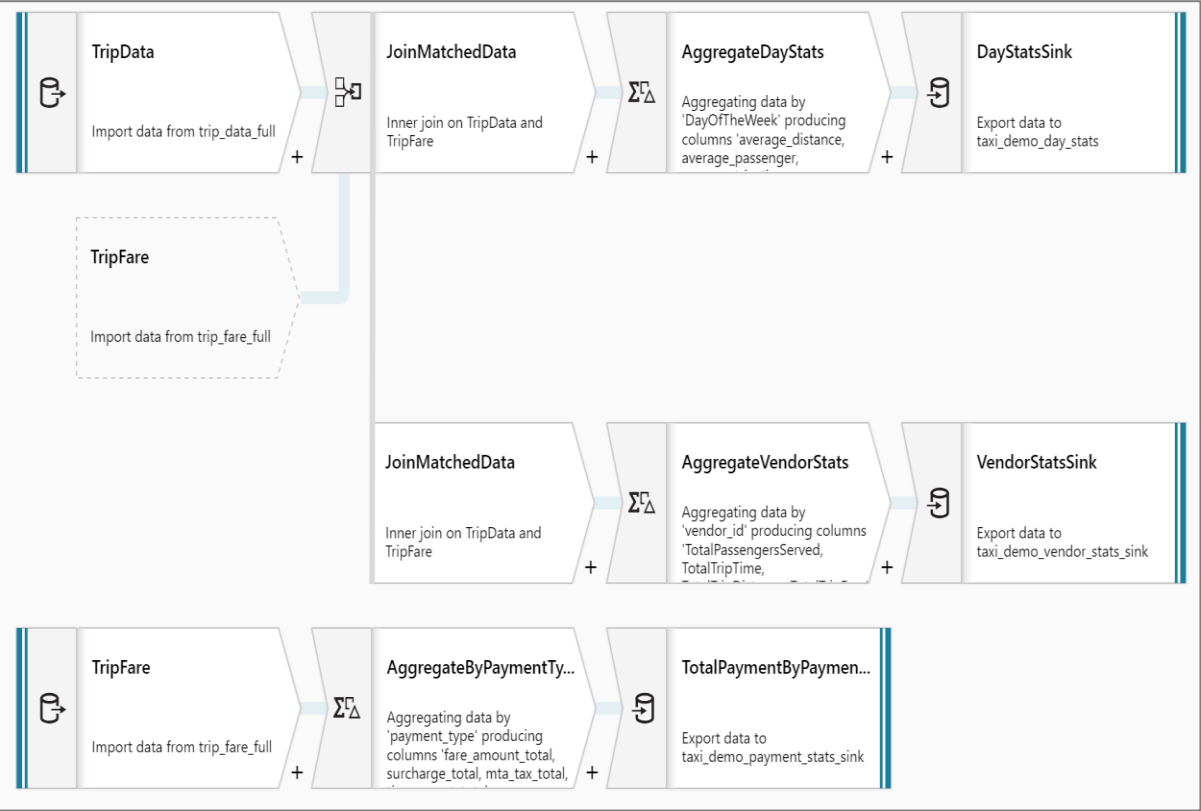 TripData
Import data from trip_data_full
+
JoinMatchedData
Inner join on TripData and
TripFare
+
AggregateDayStats
Aggregating data by
'DayOfTheWeek' producing
columns 'average_distance,
average_passenger,
+
DayStatsSink
Export data to
taxi_demo_day_stats
TripFare
Import data from trip_fare_full
JoinMatchedData
Inner join on TripData and
TripFare
+
AggregateVendorStats
Aggregating data by
'vendor_id' producing columns
'TotalPassengersServed,
TotalTripTime,
+
VendorStatsSink
Export data to
taxi_demo_vendor_stats_sink
TripFare
Import data from trip_fare_full
+
AggregateByPaymentTy...
Aggregating data by
'payment_type' producing
columns 'fare_amount_total,
surcharge_total, mta_tax_total,
+
TotalPaymentByPaymen...
Export data to
taxi_demo_payment_stats_sink